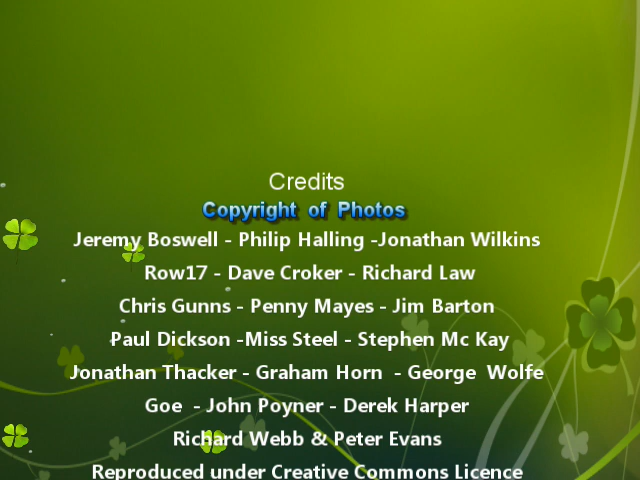 Credits
Copyright of Photos
Jeremy Boswell - Philip Halling -Jonathan Wilkins
Row17 - Dave Croker - Richard Law
Chris Gunns - Penny Mayes - Jim Barton
Paul Dickson -Miss Steel - Stephen Mc Kay
Jonathan Thacker - Graham Horn - George Wolfe
Goe - John Poyner - Derek Harper
Richard Webb & Peter Evans
Reproduced under Creative Commons Licence